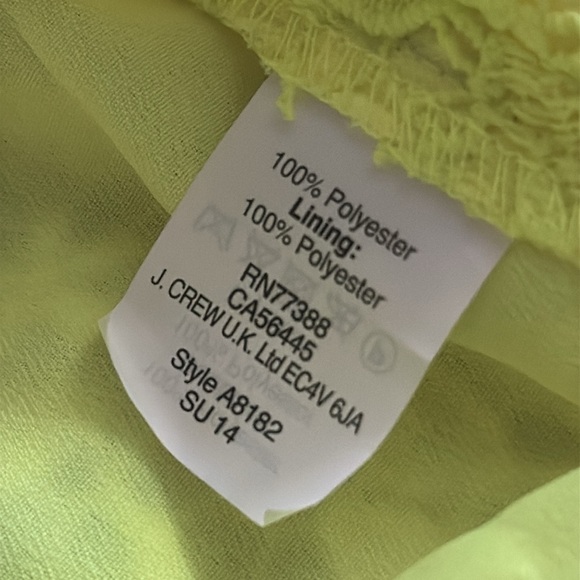 100% Polyester
Lining:
100% Polyester
RN77388
CA56445
J. CREW U.K. Ltd EC4V 6JA
Style A8182
SU 14